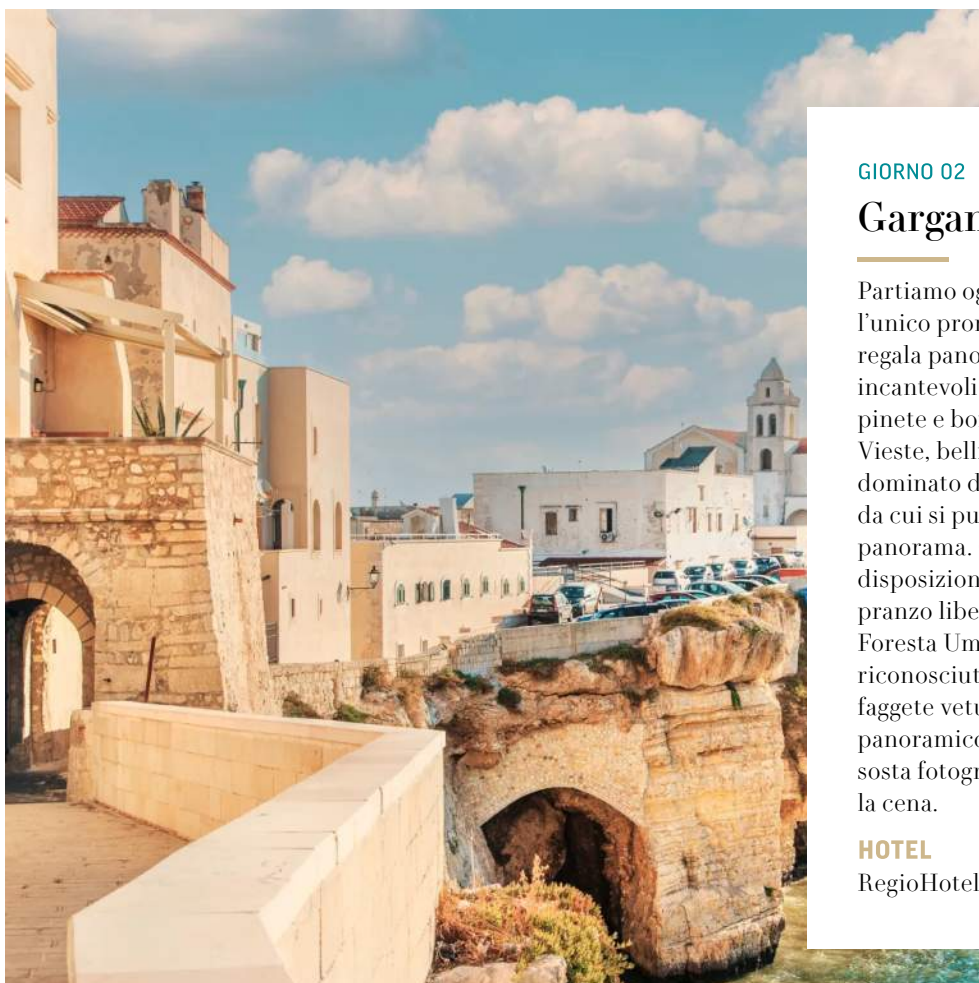 GIORNO 02
Gargan
Partiamo og
l’unico pron
regala pano
incantevoli
pinete e bo
Vieste, bell
dominato d
da cui si pu
panorama.
disposizion
pranzo libe
Foresta Um
riconosciut
faggete vetu
panoramico
sosta fotogr
la cena.
HOTEL
RegioHotel